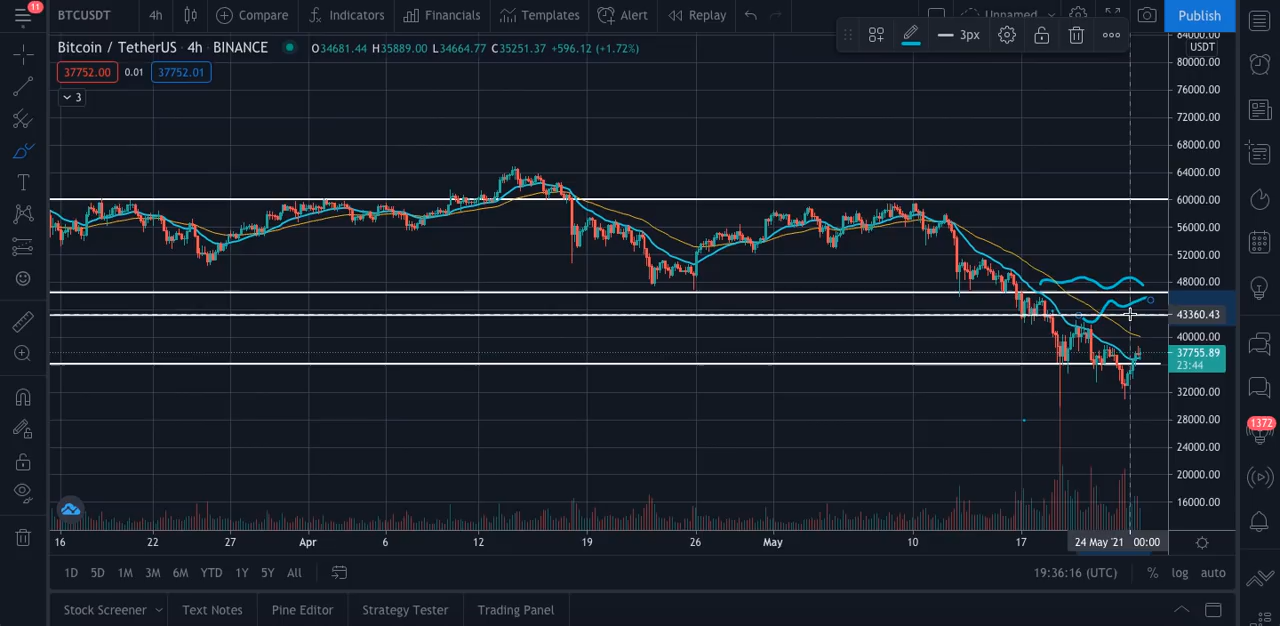 11
BTCUSDT 4h Compare Indicators Financials Templates Alert Replay Unnamed Publish
3px
Bitcoin / TetherUS · 4h · BINANCE O34681.44 H35889.00 L34664.77 C35251.37 +596.12 (+1.72%)
USDT
37752.00 0.01 37752.01
3
84000.00
80000.00
76000.00
72000.00
68000.00
64000.00
60000.00
56000.00
52000.00
48000.00
43360.43
40000.00
37755.89
23:44
32000.00
28000.00
24000.00
20000.00
16000.00
1372
16 22 27 Apr 6 12 19 26 May 10 17 24 May '21 00:00
1D 5D 1M 3M 6M YTD 1Y 5Y All 19:36:16 (UTC) % log auto
Stock Screener Text Notes Pine Editor Strategy Tester Trading Panel